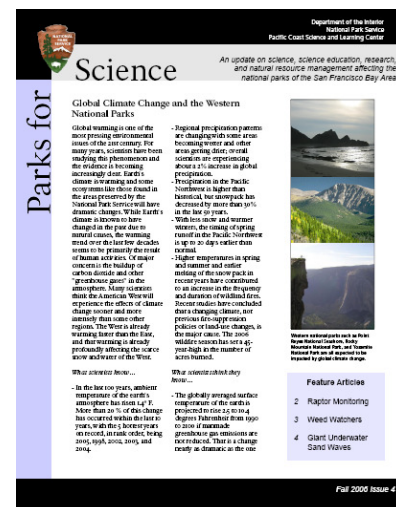 Department of the Interior
National Park Service
Pacific Coast Science and Learning Center
Parks for
Science
An update on science, science education, research,
and natural resource management affecting the
national parks of the San Francisco Bay Area
Global Climate Change and the Western
National Parks
Global warming is one of the
most pressing environmental
issues of the 21st century. For
many years, scientists have been
studying this phenomenon and
the evidence is becoming
increasingly clear. Earth's
climate is warming and some
ecosystems like those found in
the areas preserved by the
National Park Service will have
dramatic changes. While Earth's
climate is known to have
changed in the past due to
natural causes, the warming
trend over the last few decades
seems to be primarily the result
of human activities. Of major
concern is the buildup of
carbon dioxide and other
"greenhouse gases" in the
atmosphere. Many scientists
think the American West will
experience the effects of climate
change sooner and more
intensely than some other
regions. The West is already
warming faster than the East,
and that warming is already
profoundly affecting the scarce
snow and water of the West.
What scientists know...
- In the last 100 years, ambient
temperature of the earth's
atmosphere has risen 1.4° F.
More than 20 % of this change
has occurred within the last 10
years, with the 5 hottest years
on record, in rank order, being
2005, 1998, 2002, 2003, and
2004.
- Regional precipitation patterns
are changing with some areas
becoming wetter and other
areas getting drier; overall
scientists are experiencing
about a 2% increase in global
precipitation.
- Precipitation in the Pacific
Northwest is higher than
historical, but snowpack has
decreased by more than 30%
in the last 50 years.
- With less snow and warmer
winters, the timing of spring
runoff in the Pacific Northwest
is up to 20 days earlier than
normal.
- Higher temperatures in spring
and summer and earlier
melting of the snow pack in
recent years have contributed
to an increase in the frequency
and duration of wildland fires.
Recent studies have concluded
that a changing climate, not
previous fire-suppression
policies or land-use changes, is
the major cause. The 2006
wildfire season has set a 45-
year-high in the number of
acres burned.
What scientists think they
know...
- The globally averaged surface
temperature of the earth is
projected to rise 2.5 to 10.4
degrees Fahrenheit from 1990
to 2100 if manmade
greenhouse gas emissions are
not reduced. That is a change
nearly as dramatic as the one
Western national parks such as Point
Reyes National Seashore, Rocky
Mountain National Park, and Yosemite
National Park are all expected to be
impacted by global climate change.
Feature Articles
2 Raptor Monitoring
3 Weed Watchers
4 Giant Underwater
Sand Waves
Fall 2006 Issue 4